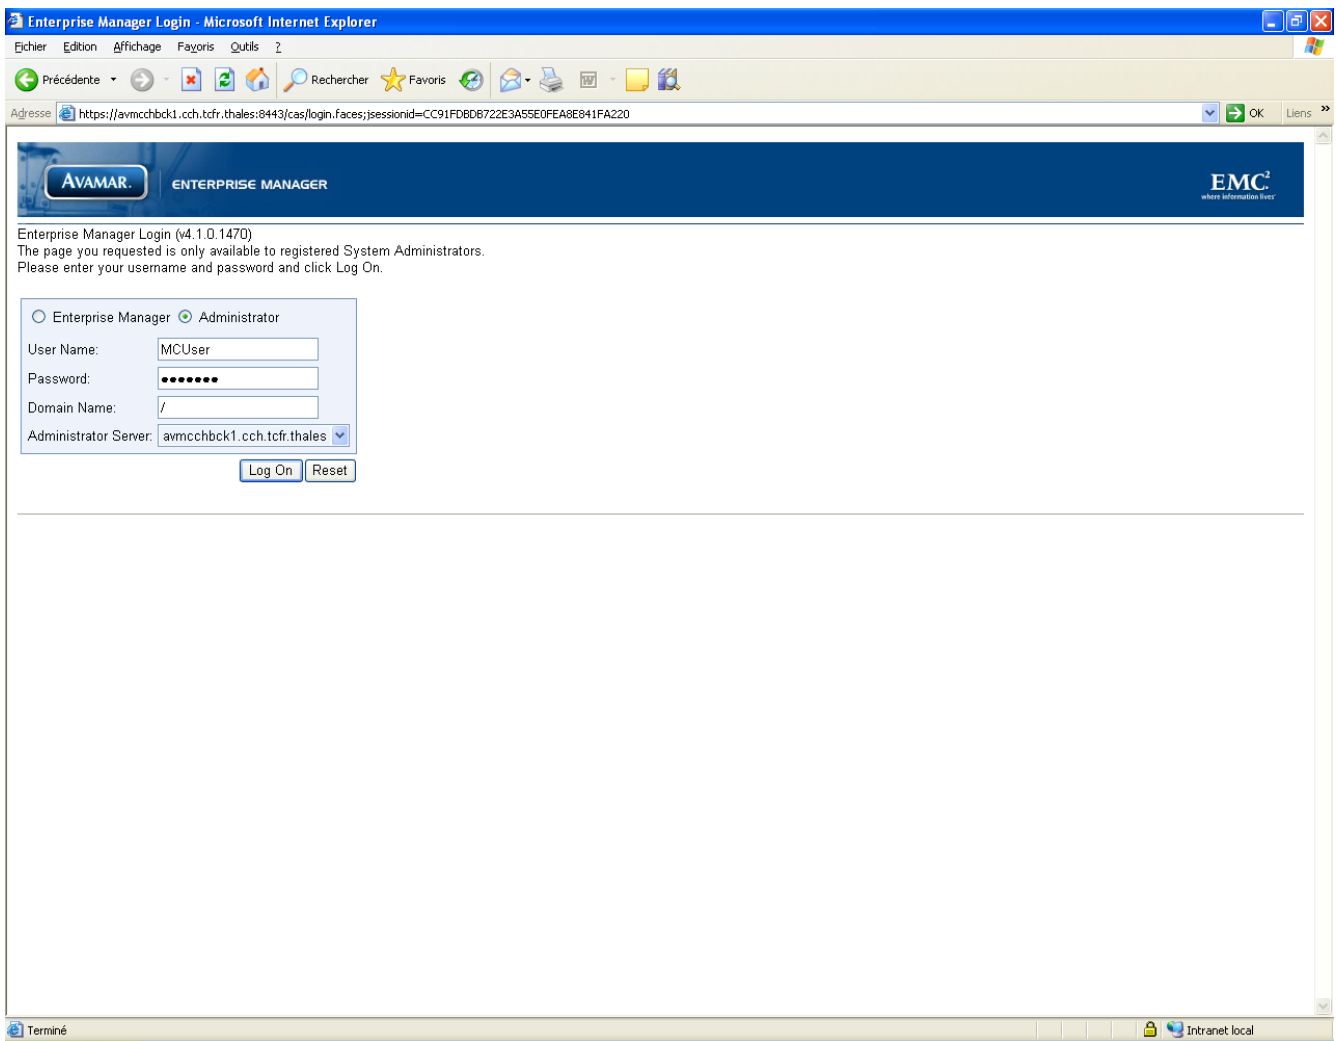 Enterprise Manager Login - Microsoft Internet Explorer
Fichier Edition Affichage Favoris Outils ?
Précédente Rechercher Favoris
Adresse https://avmcchbck1.cch.tcfr.thales:8443/cas/login.faces;jsessionid=CC91FDBDB722E3A55E0FEA8E841FA220 OK Liens »
AVAMAR. ENTERPRISE MANAGER EMC²
where information lives®
Enterprise Manager Login (v4.1.0.1470)
The page you requested is only available to registered System Administrators.
Please enter your username and password and click Log On.
Enterprise Manager Administrator
User Name: MCUser
Password: •••••••
Domain Name: /
Administrator Server: avmcchbck1.cch.tcfr.thales
Log On Reset
Terminé Intranet local